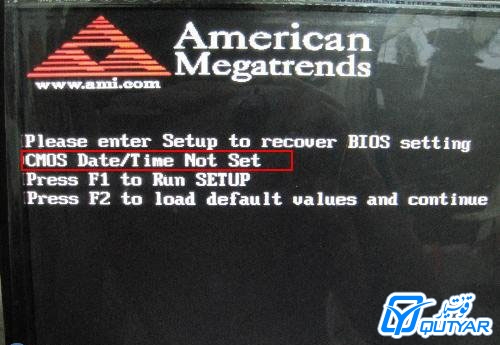 American
Megatrends
www.ami.com
Please enter Setup to recover BIOS setting
CMOS Date/Time Not Set
Press F1 to Run SETUP
Press F2 to load default values and continue
قوتیار
QUTYAR